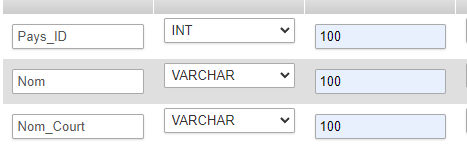 Pays_ID INT 100
Nom VARCHAR 100
Nom_Court VARCHAR 100